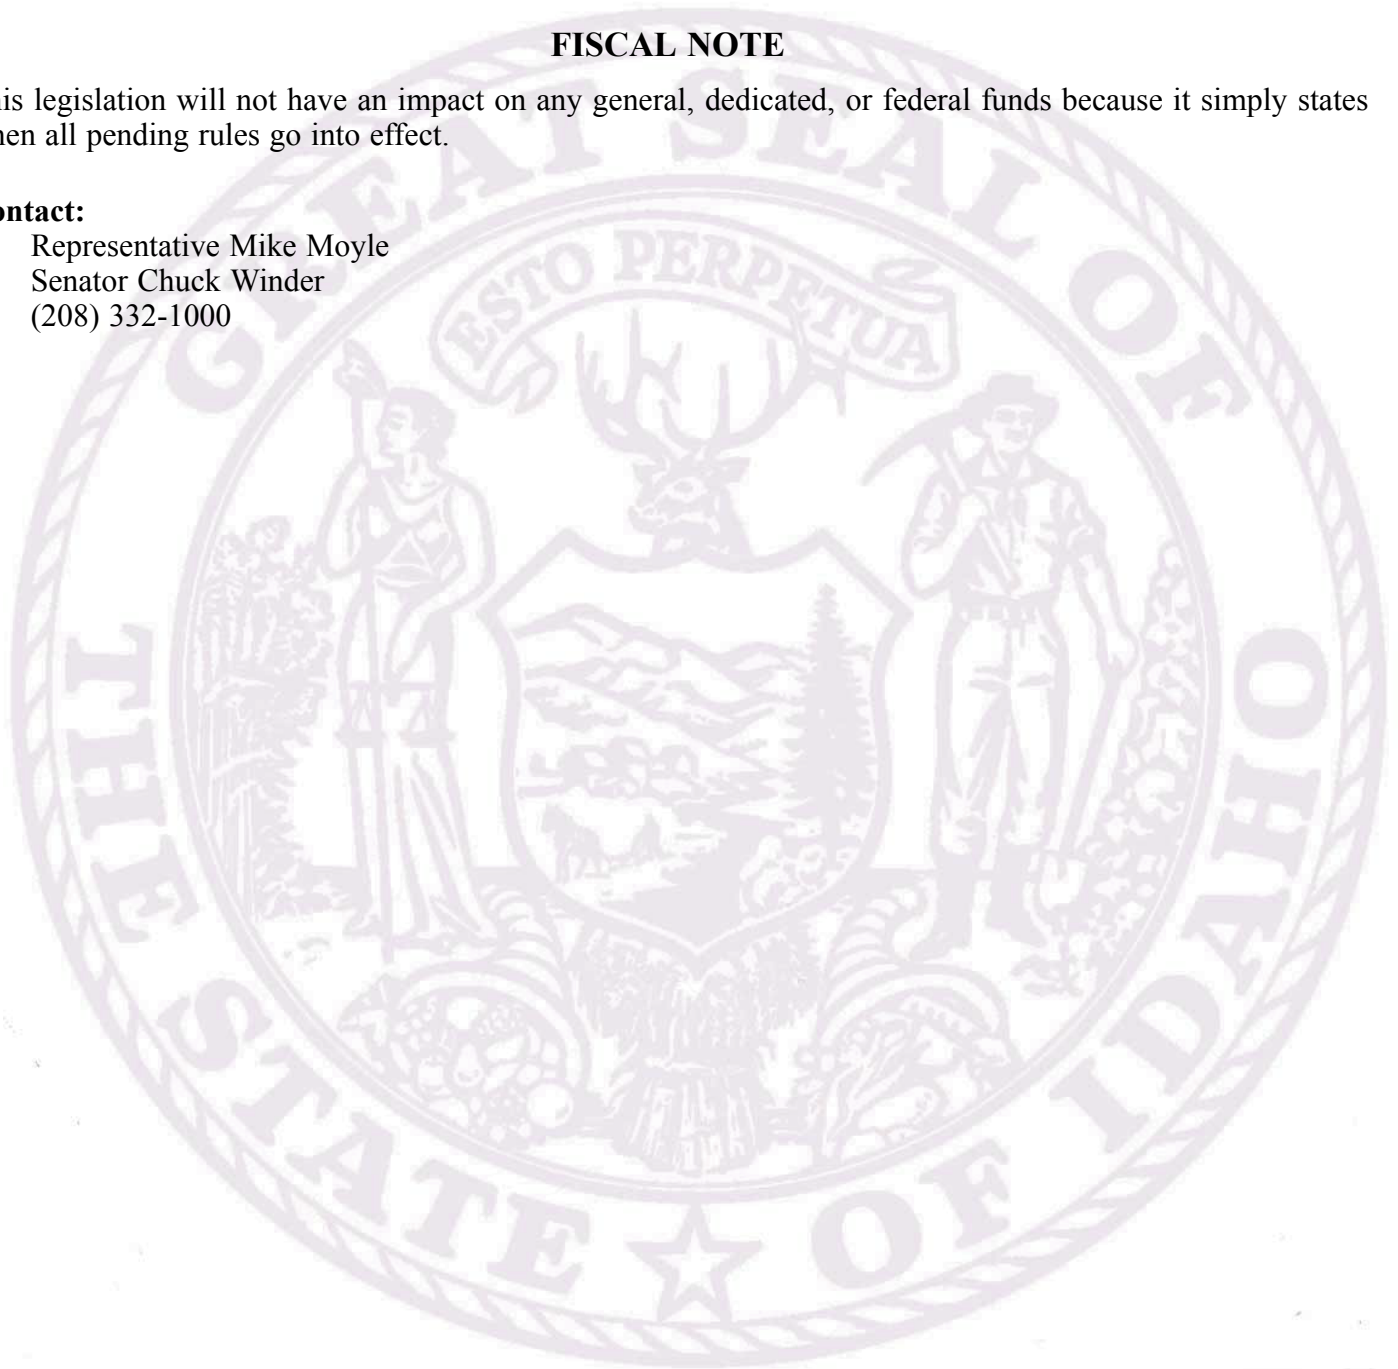 FISCAL NOTE
his legislation will not have an impact on any general, dedicated, or federal funds because it simply states
hen all pending rules go into effect.
ontact:
Representative Mike Moyle
Senator Chuck Winder
(208) 332-1000
GREAT SEAL OF
ESTO PERPETUA
THE STATE OF IDAHO